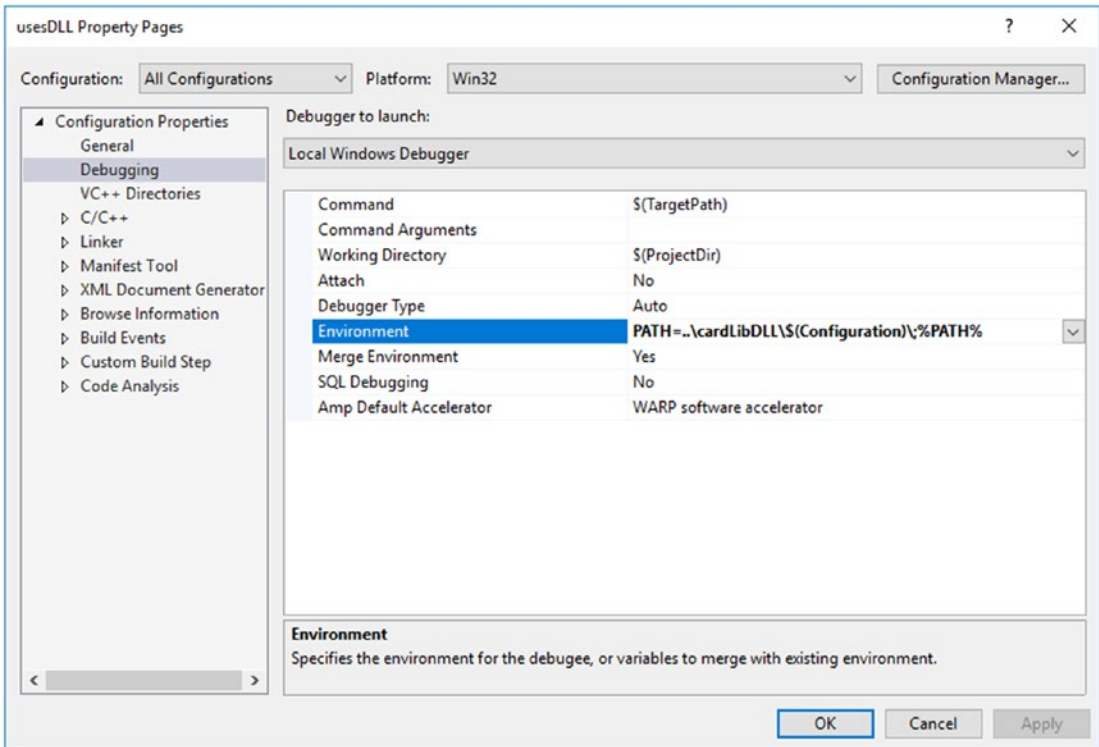 usesDLL Property Pages
?
Configuration: All Configurations Platform: Win32 Configuration Manager...
Configuration Properties
General
Debugging
VC++ Directories
C/C++
Linker
Manifest Tool
XML Document Generator
Browse Information
Build Events
Custom Build Step
Code Analysis
Debugger to launch:
Local Windows Debugger
Command $(TargetPath)
Command Arguments
Working Directory $(ProjectDir)
Attach No
Debugger Type Auto
Environment PATH=..\cardLibDLL\$(Configuration)\;%PATH%
Merge Environment Yes
SQL Debugging No
Amp Default Accelerator WARP software accelerator
Environment
Specifies the environment for the debugee, or variables to merge with existing environment.
OK Cancel Apply